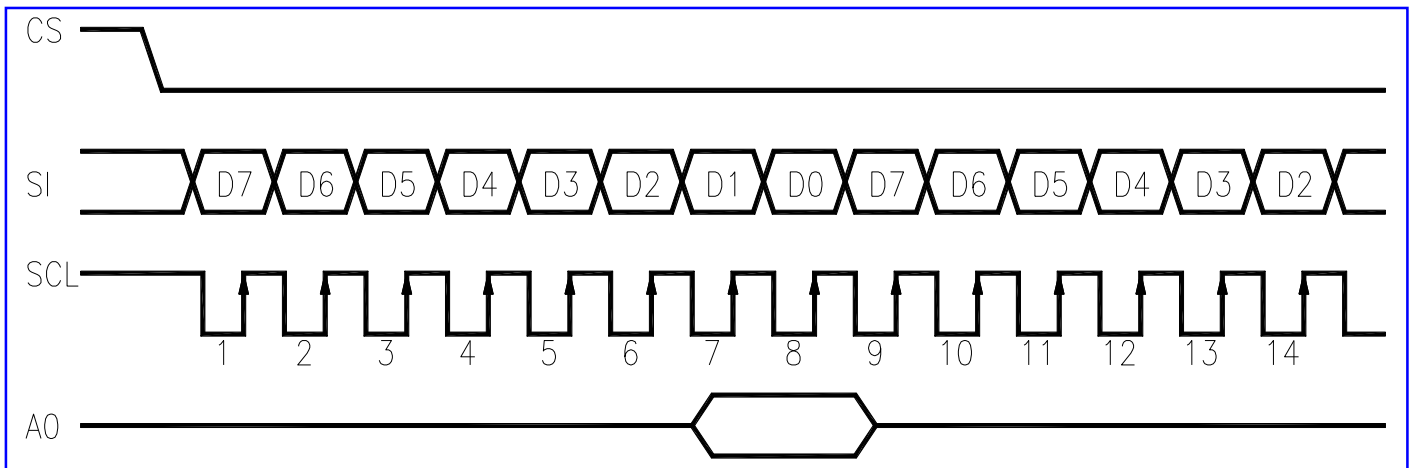 CS
SI D7 D6 D5 D4 D3 D2 D1 D0 D7 D6 D5 D4 D3 D2
SCL
1 2 3 4 5 6 7 8 9 10 11 12 13 14
A0